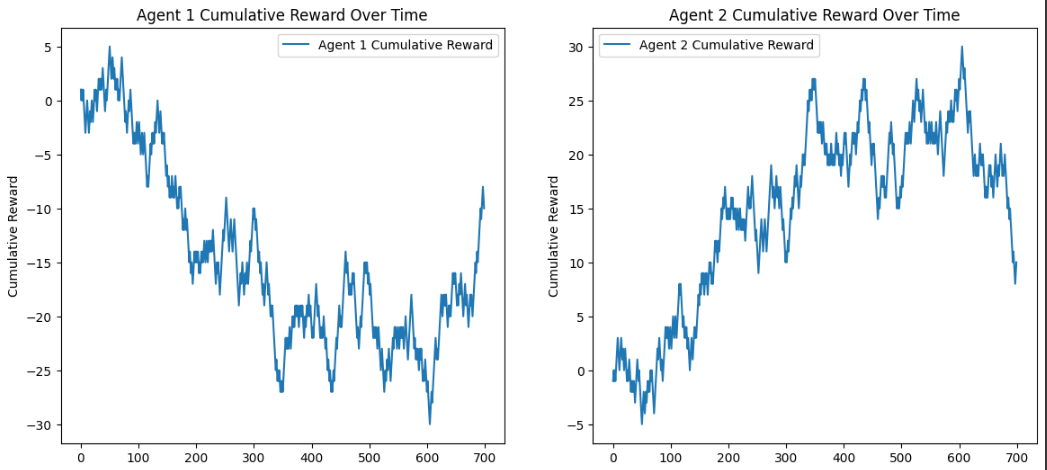 Agent 1 Cumulative Reward Over Time
Agent 1 Cumulative Reward
Cumulative Reward
5
0
−5
−10
−15
−20
−25
−30
0 100 200 300 400 500 600 700
Agent 2 Cumulative Reward Over Time
Agent 2 Cumulative Reward
Cumulative Reward
30
25
20
15
10
5
0
−5
0 100 200 300 400 500 600 700